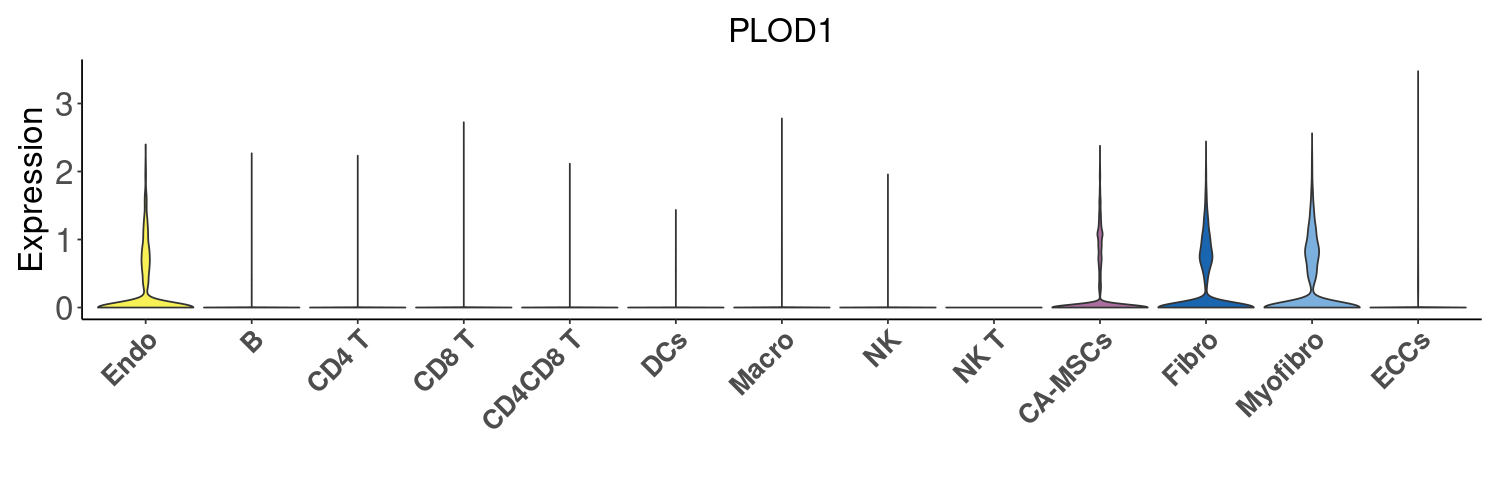 PLOD1
Expression
3
2
1
0
Endo
B
CD4 T
CD8 T
CD4CD8 T
DCs
Macro
NK
NK T
CA-MSCs
Fibro
Myofibro
ECCs